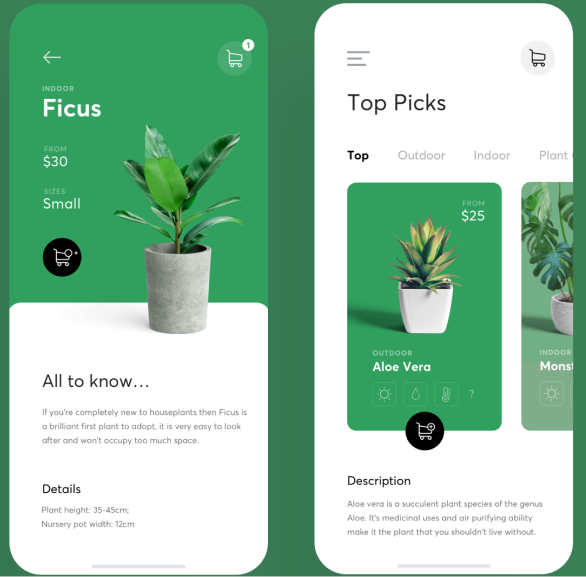 1
INDOOR
Ficus
FROM
$30
SIZES
Small
All to know...
If you're completely new to houseplants then Ficus is
a brilliant first plant to adopt, it is very easy to look
after and won't occupy too much space.
Details
Plant height: 35-45cm;
Nursery pot width: 12cm
Top Picks
Top Outdoor Indoor Plant
FROM
$25
OUTDOOR
Aloe Vera
?
INDOOR
Monst
Description
Aloe vera is a succulent plant species of the genus
Aloe. It's medicinal uses and air purifying ability
make it the plant that you shouldn't live without.